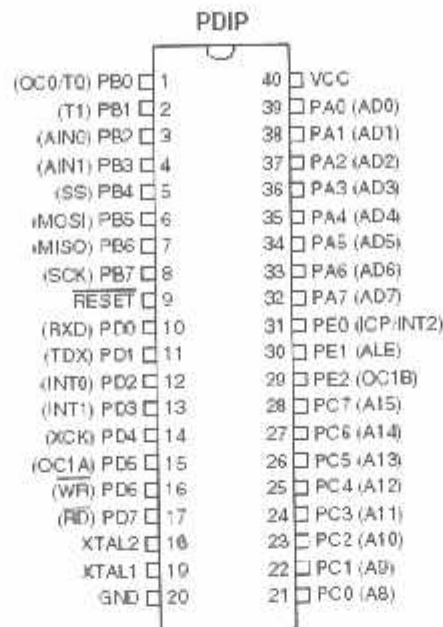 PDIP
(OC0/T0) PB0 1 40 VCC
(T1) PB1 2 39 PA0 (AD0)
(AIN0) PB2 3 38 PA1 (AD1)
(AIN1) PB3 4 37 PA2 (AD2)
(SS) PB4 5 36 PA3 (AD3)
(MOSI) PB5 6 35 PA4 (AD4)
(MISO) PB6 7 34 PA5 (AD5)
(SCK) PB7 8 33 PA6 (AD6)
RESET 9 32 PA7 (AD7)
(RXD) PD0 10 31 PE0 (ICP/INT2)
(TDX) PD1 11 30 PE1 (ALE)
(INT0) PD2 12 29 PE2 (OC1B)
(INT1) PD3 13 28 PC7 (A15)
(XCK) PD4 14 27 PC6 (A14)
(OC1A) PD5 15 26 PC5 (A13)
(WR) PD6 16 25 PC4 (A12)
(RD) PD7 17 24 PC3 (A11)
XTAL2 18 23 PC2 (A10)
XTAL1 19 22 PC1 (A9)
GND 20 21 PC0 (A8)